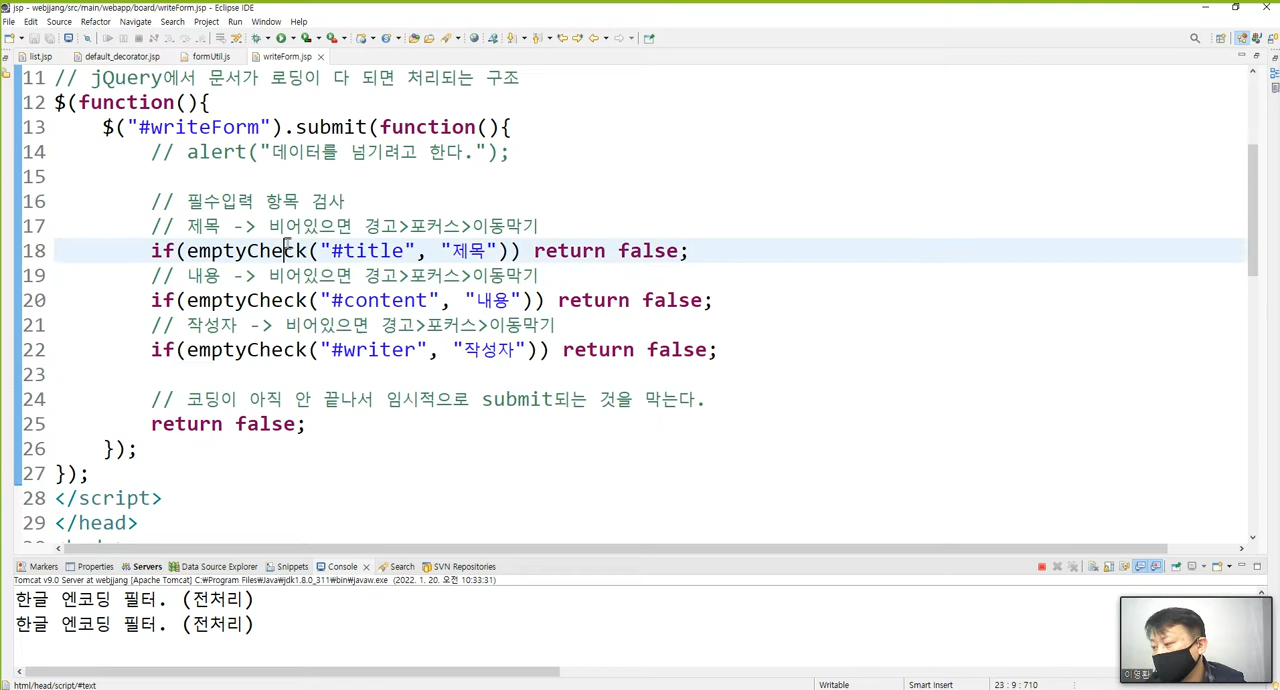 jsp - webjjang/src/main/webapp/board/writeForm.jsp - Eclipse IDE
File Edit Source Refactor Navigate Search Project Run Window Help
list.jsp default_decorator.jsp formUtil.js writeForm.jsp
11 // jQuery에서 문서가 로딩이 다 되면 처리되는 구조
12 $(function(){
13 $("#writeForm").submit(function(){
14 // alert("데이터를 넘기려고 한다.");
15
16 // 필수입력 항목 검사
17 // 제목 -> 비어있으면 경고>포커스>이동막기
18 if(emptyCheck("#title", "제목")) return false;
19 // 내용 -> 비어있으면 경고>포커스>이동막기
20 if(emptyCheck("#content", "내용")) return false;
21 // 작성자 -> 비어있으면 경고>포커스>이동막기
22 if(emptyCheck("#writer", "작성자")) return false;
23
24 // 코딩이 아직 안 끝나서 임시적으로 submit되는 것을 막는다.
25 return false;
26 });
27 });
28 </script>
29 </head>
Markers Properties Servers Data Source Explorer Snippets Console Search SVN Repositories
Tomcat v9.0 Server at webjjang [Apache Tomcat] C:\Program Files\Java\jdk1.8.0_311\bin\javaw.exe (2022. 1. 20. 오전 10:33:31)
한글 엔코딩 필터. (전처리)
한글 엔코딩 필터. (전처리)
이영환
html/head/script/#text Writable Smart Insert 23 : 9 : 710